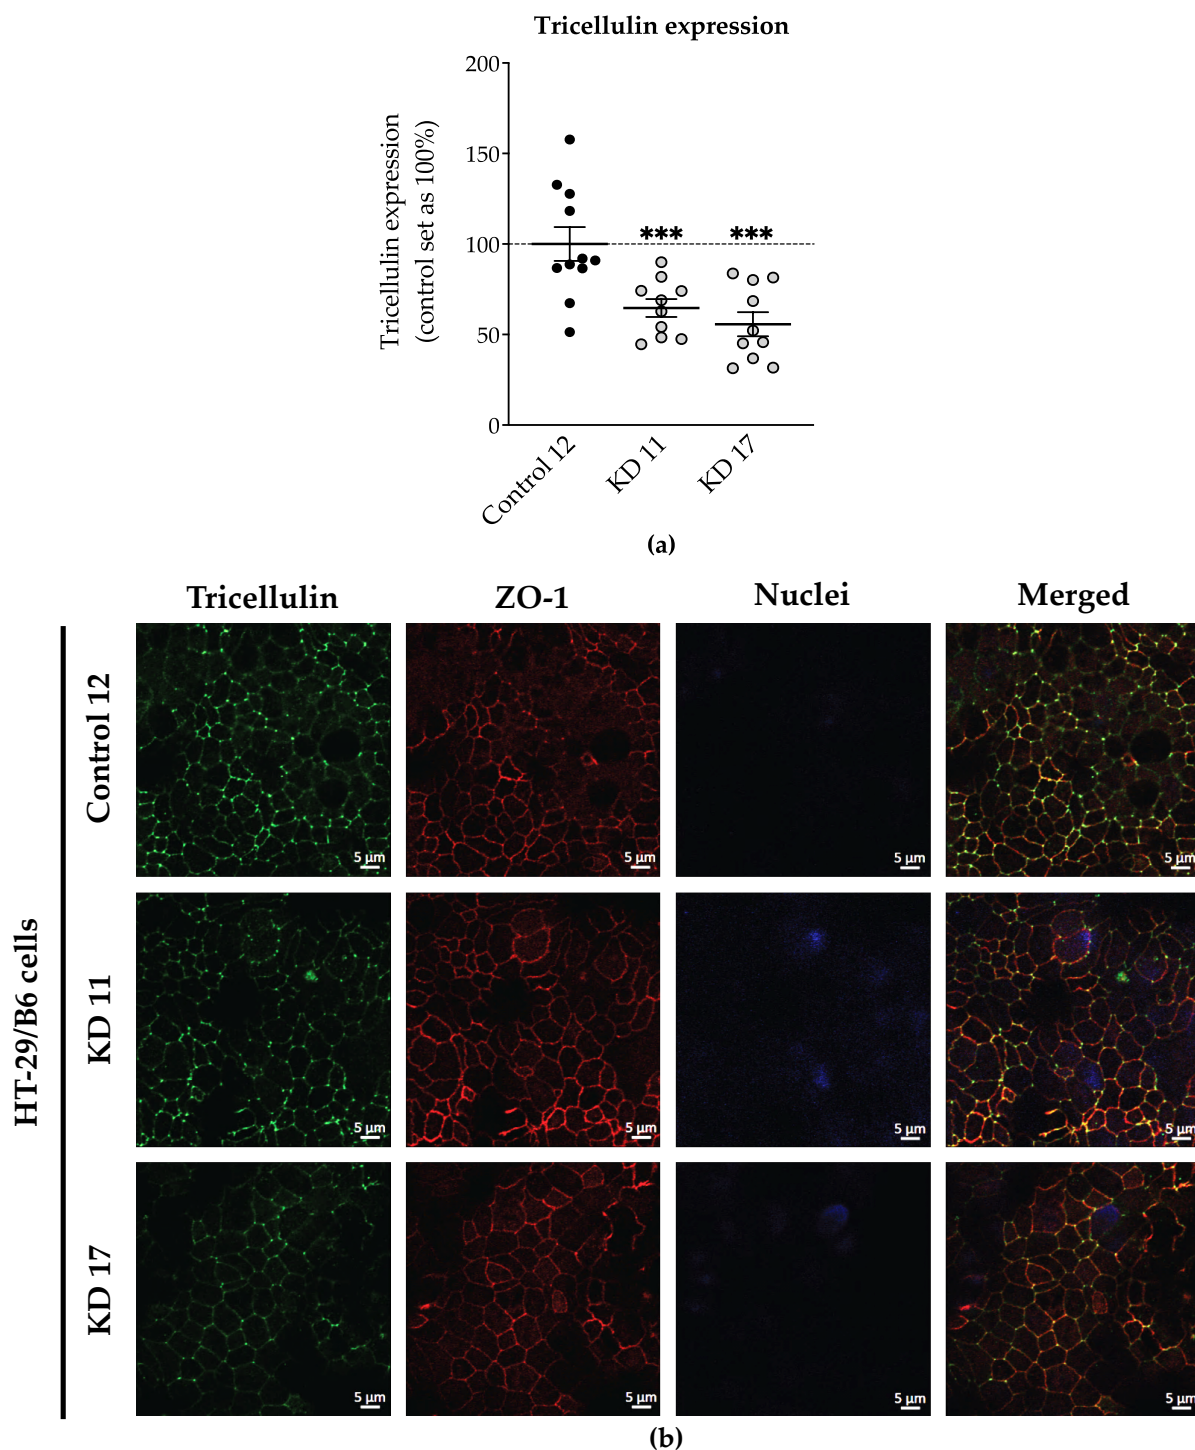 Tricellulin expression
Tricellulin expression
(control set as 100%)
200
150
100
50
0
*** ***
Control 12 KD 11 KD 17
(a)
Tricellulin ZO-1 Nuclei Merged
HT-29/B6 cells
Control 12
5 µm 5 µm 5 µm 5 µm
KD 11
5 µm 5 µm 5 µm 5 µm
KD 17
5 µm 5 µm 5 µm 5 µm
(b)